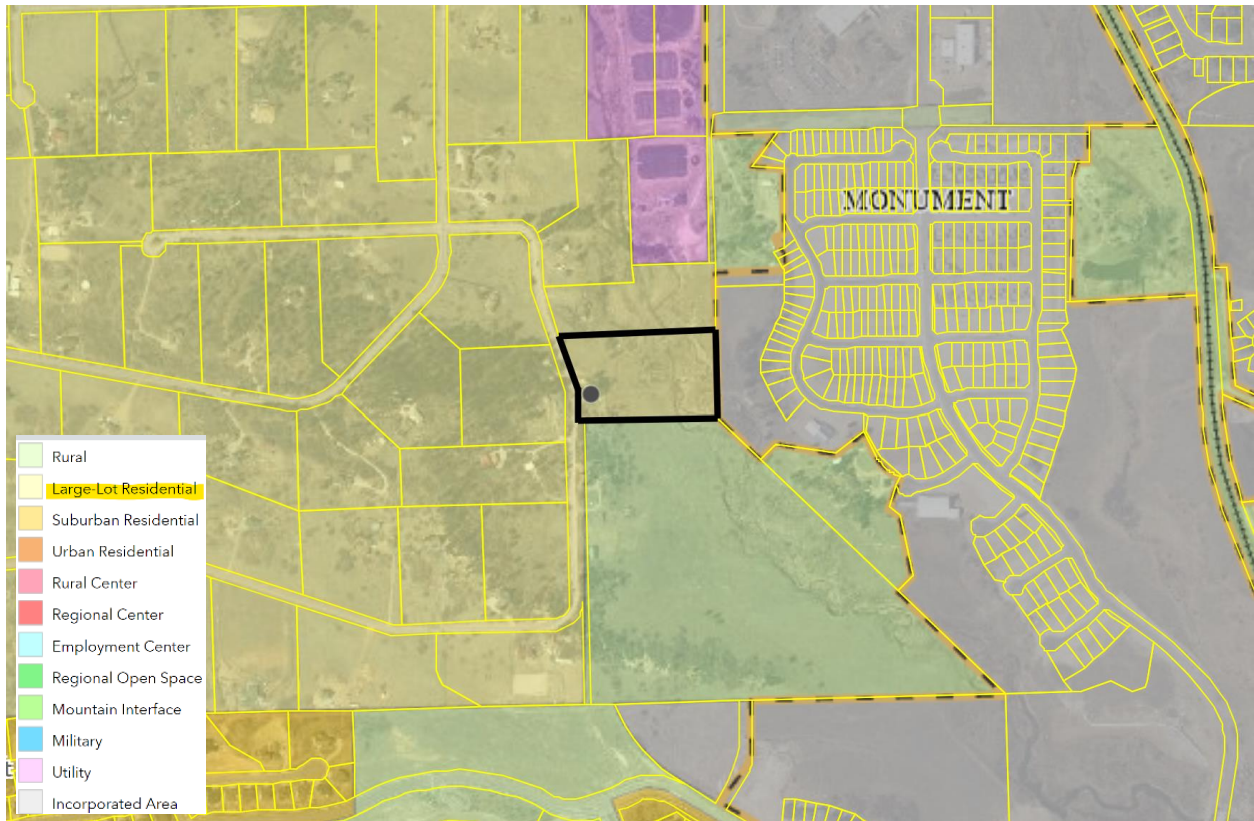 MONUMENT
Rural
Large-Lot Residential
Suburban Residential
Urban Residential
Rural Center
Regional Center
Employment Center
Regional Open Space
Mountain Interface
Military
Utility
Incorporated Area